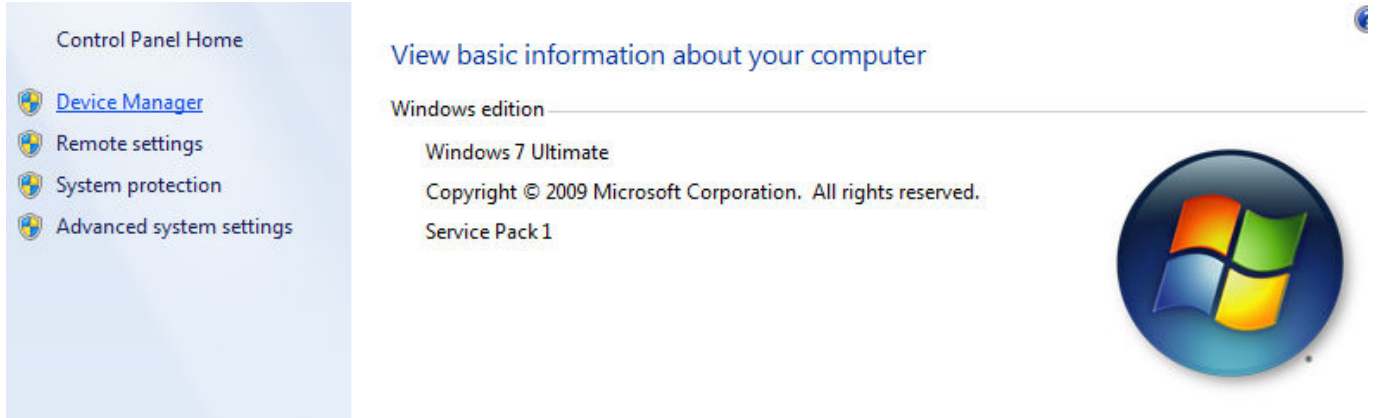 Control Panel Home
Device Manager
Remote settings
System protection
Advanced system settings
View basic information about your computer
Windows edition
Windows 7 Ultimate
Copyright © 2009 Microsoft Corporation.  All rights reserved.
Service Pack 1